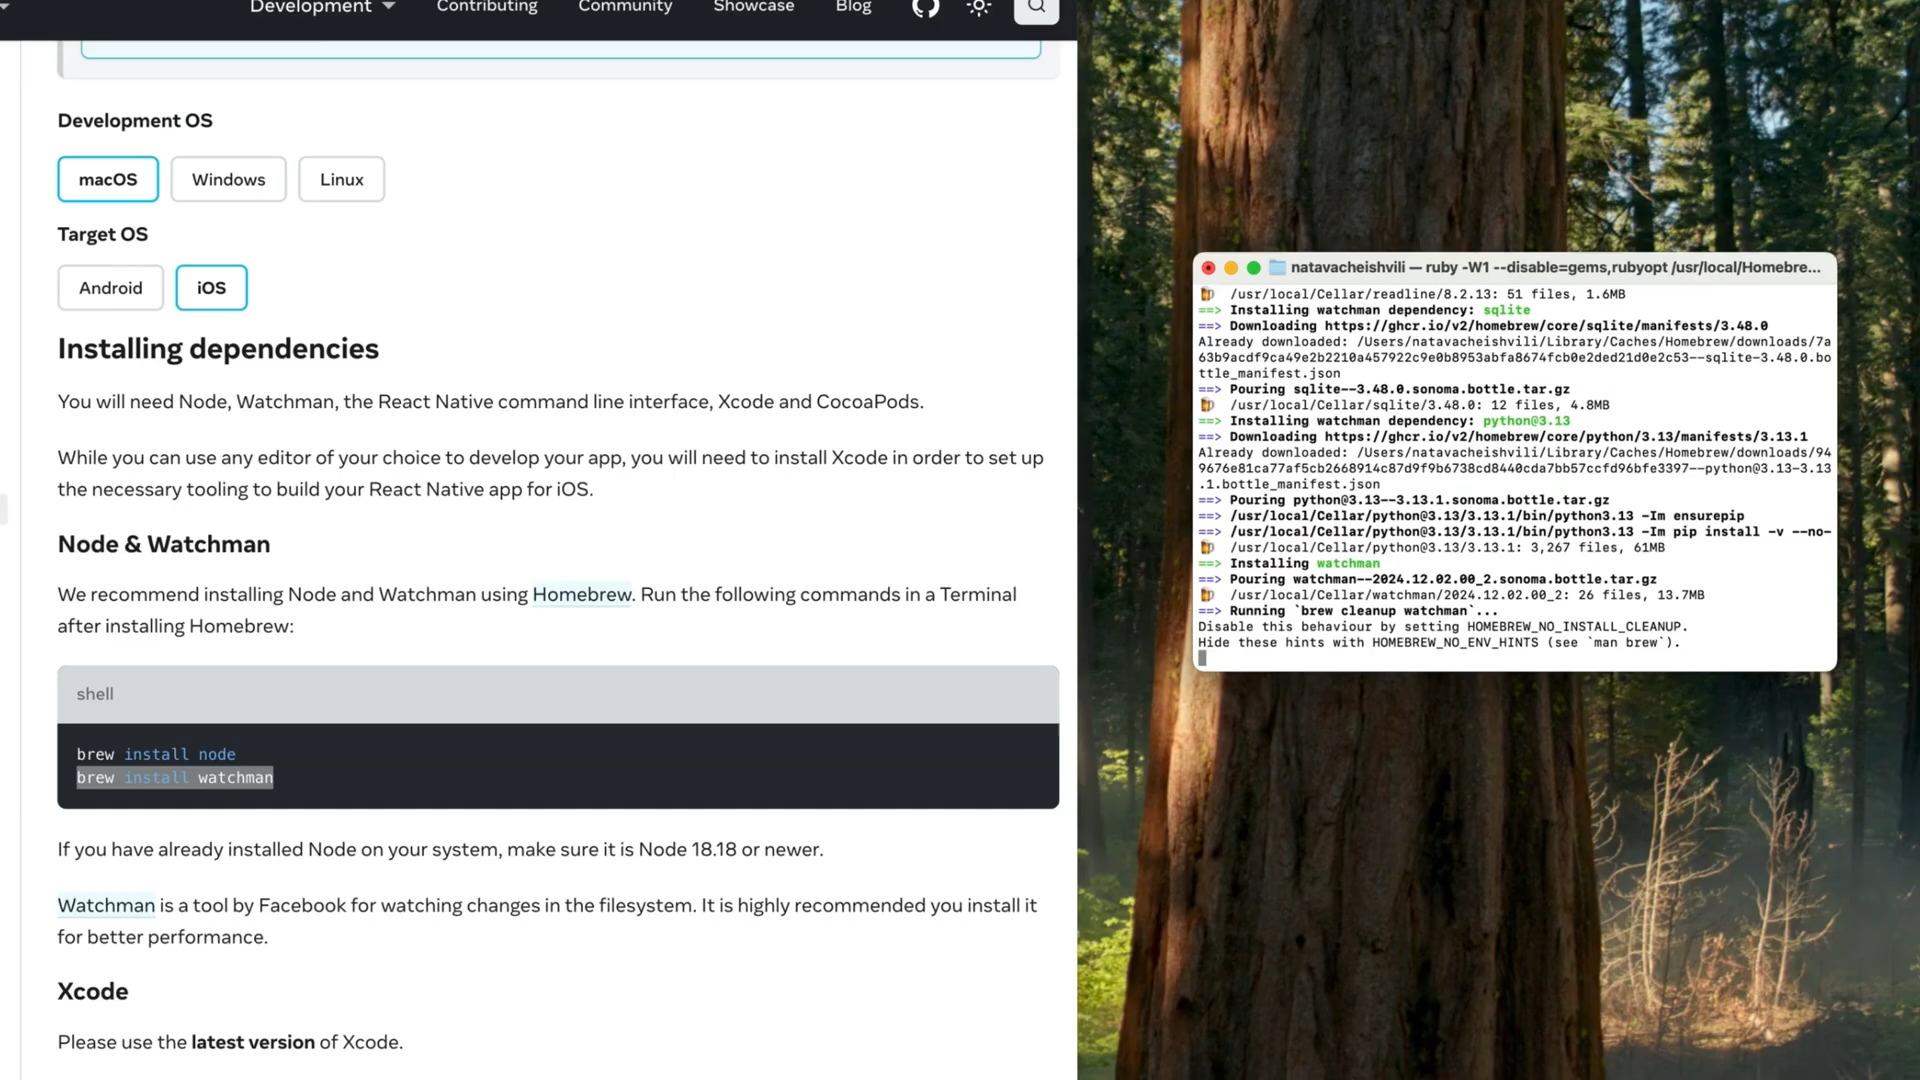 Development
Contributing
Community
Showcase
Blog
Development OS
macOS
Windows
Linux
Target OS
Android
iOS
Installing dependencies
You will need Node, Watchman, the React Native command line interface, Xcode and CocoaPods.
While you can use any editor of your choice to develop your app, you will need to install Xcode in order to set up
the necessary tooling to build your React Native app for iOS.
Node & Watchman
We recommend installing Node and Watchman using Homebrew. Run the following commands in a Terminal
after installing Homebrew:
shell
brew install node
brew install watchman
If you have already installed Node on your system, make sure it is Node 18.18 or newer.
Watchman is a tool by Facebook for watching changes in the filesystem. It is highly recommended you install it
for better performance.
Xcode
Please use the latest version of Xcode.
natavacheishvili — ruby -W1 --disable=gems,rubyopt /usr/local/Homebre...
/usr/local/Cellar/readline/8.2.13: 51 files, 1.6MB
==> Installing watchman dependency: sqlite
==> Downloading https://ghcr.io/v2/homebrew/core/sqlite/manifests/3.48.0
Already downloaded: /Users/natavacheishvili/Library/Caches/Homebrew/downloads/7a
63b9acdf9ca49e2b2210a457922c9e0b8953abfa8674fcb0e2ded21d0e2c53--sqlite-3.48.0.bo
ttle_manifest.json
==> Pouring sqlite--3.48.0.sonoma.bottle.tar.gz
/usr/local/Cellar/sqlite/3.48.0: 12 files, 4.8MB
==> Installing watchman dependency: python@3.13
==> Downloading https://ghcr.io/v2/homebrew/core/python/3.13/manifests/3.13.1
Already downloaded: /Users/natavacheishvili/Library/Caches/Homebrew/downloads/94
9676e81ca77af5cb2668914c87d9f9b6738cd8440cda7bb57ccfd96bfe3397--python@3.13-3.13
.1.bottle_manifest.json
==> Pouring python@3.13--3.13.1.sonoma.bottle.tar.gz
==> /usr/local/Cellar/python@3.13/3.13.1/bin/python3.13 -Im ensurepip
==> /usr/local/Cellar/python@3.13/3.13.1/bin/python3.13 -Im pip install -v --no-
/usr/local/Cellar/python@3.13/3.13.1: 3,267 files, 61MB
==> Installing watchman
==> Pouring watchman--2024.12.02.00_2.sonoma.bottle.tar.gz
/usr/local/Cellar/watchman/2024.12.02.00_2: 26 files, 13.7MB
==> Running `brew cleanup watchman`...
Disable this behaviour by setting HOMEBREW_NO_INSTALL_CLEANUP.
Hide these hints with HOMEBREW_NO_ENV_HINTS (see `man brew`).